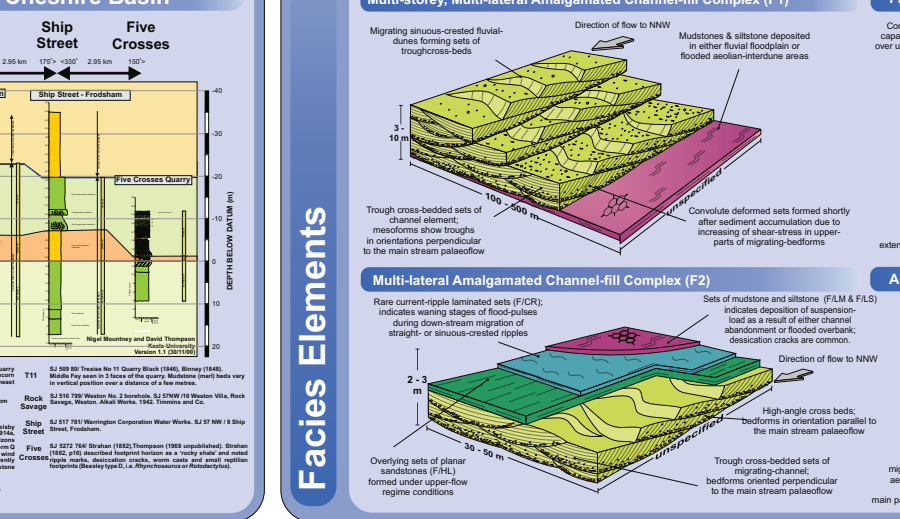 Cheshire Basin
Ship
Street
Five
Crosses
2.95 km
175°>
<330°
2.95 km
150°>
Ship Street - Frodsham
Five Crosses Quarry
-40
-30
-20
-10
0
10
20
DEPTH BELOW DATUM (m)
Nigel Mountney and David Thompson
Keele University
Version 1.1 (30/11/00)
T11
SJ 509 80/ Tresise No 11 Quarry Black (1846), Binney (1848).
Middle Fey seen in 3 faces of the quarry. Mudstone (marl) beds vary
in vertical position over a distance of a few metres.
Rock
Savage
SJ 516 799/ Weston No. 2 borehole. SJ 57NW /10 Weston Villa, Rock
Savage, Weston. Alkali Works. 1942. Timmins and Co.
Ship
Street
SJ 517 781/ Warrington Corporation Water Works. SJ 57 NW / 8 Ship
Street, Frodsham.
Five
Crosses
SJ 5272 764/ Strahan (1882),Thompson (1968 unpublished). Strahan
(1882, p16) described footprint horizon as a 'rocky shale' and noted
ripple marks, desiccation cracks, worm casts and small reptilian
footprints (Beasley type D, i.e. Rhynchosaurus or Rotodactylus).
Facies Elements
Multi-storey, Multi-lateral Amalgamated Channel-fill Complex (F1)
Migrating sinuous-crested fluvial-
dunes forming sets of
troughcross-beds
Direction of flow to NNW
Mudstones & siltstone deposited
in either fluvial floodplain or
flooded aeolian-interdune areas
3 -
10 m
100 - 500 m
unspecified
Trough cross-bedded sets of
channel element;
mesoforms show troughs
in orientations perpendicular
to the main stream palaeoflow
Convolute deformed sets formed shortly
after sediment accumulation due to
increasing of shear-stress in upper-
parts of migrating-bedforms
Multi-lateral Amalgamated Channel-fill Complex (F2)
Rare current-ripple laminated sets (F/CR);
indicates waning stages of flood-pulses
during down-stream migration of
straight- or sinuous-crested ripples
Sets of mudstone and siltstone (F/LM & F/LS)
indicates deposition of suspension-
load as a result of either channel
abandonment or flooded overbank;
dessication cracks are common.
Direction of flow to NNW
2 - 3
m
30 - 50 m
unspecified
High-angle cross beds;
bedforms in orientation parallel to
the main stream palaeoflow
Overlying sets of planar
sandstones (F/HL)
formed under upper-flow
regime conditions
Trough cross-bedded sets of
migrating-channel;
bedforms oriented perpendicular
to the main stream palaeoflow